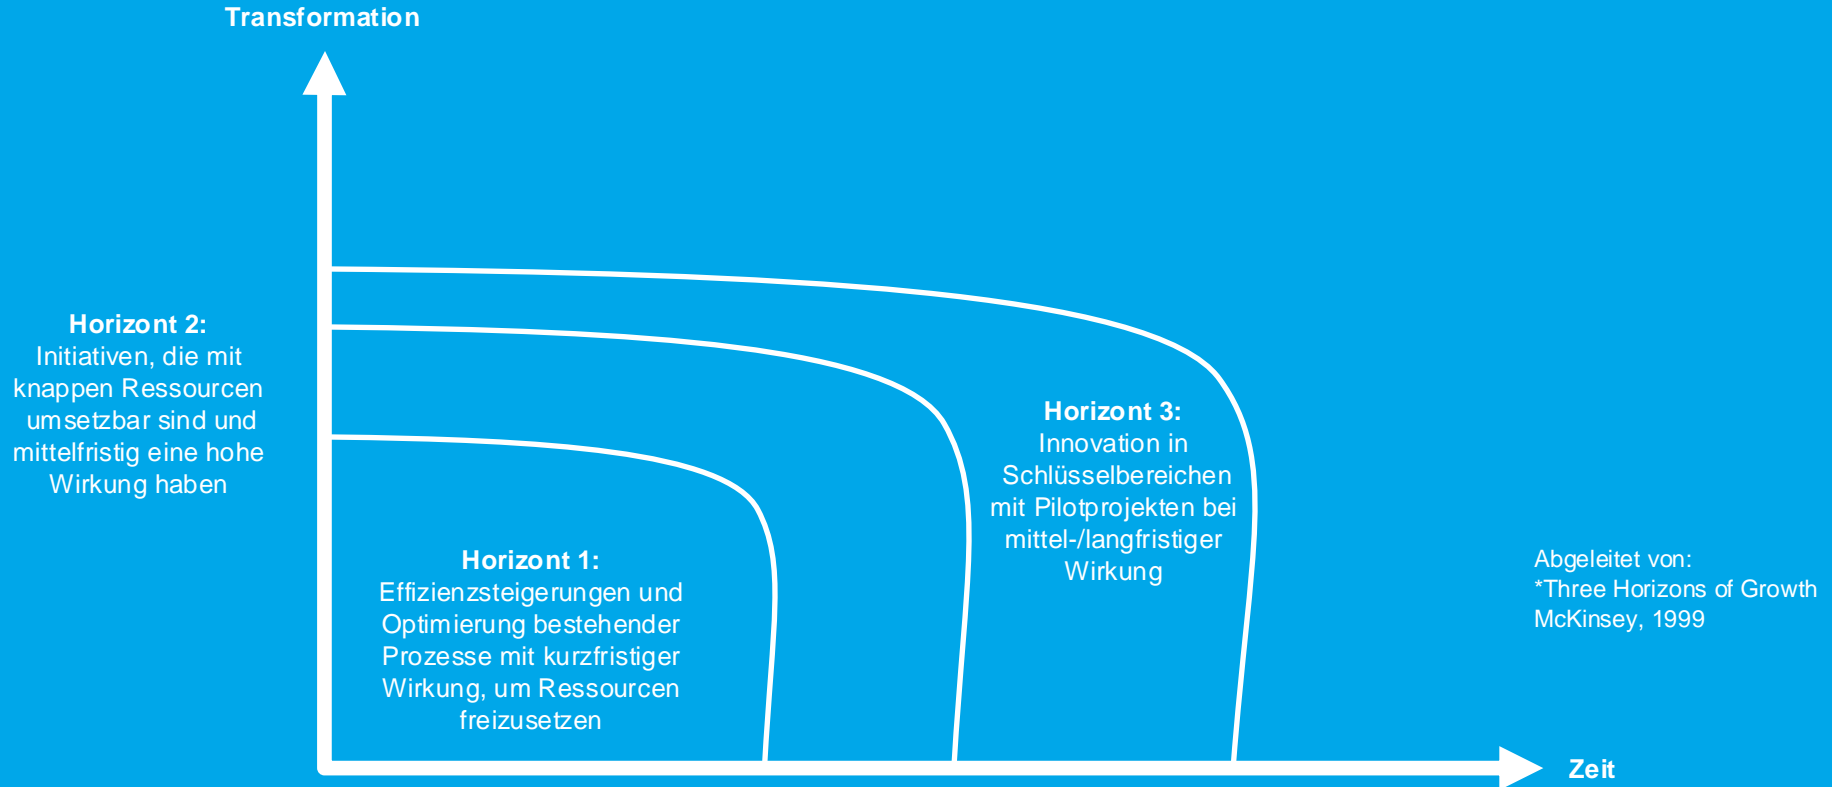 Transformation
Horizont 2:
Initiativen, die mit
knappen Ressourcen
umsetzbar sind und
mittelfristig eine hohe
Wirkung haben
Horizont 1:
Effizienzsteigerungen und
Optimierung bestehender
Prozesse mit kurzfristiger
Wirkung, um Ressourcen
freizusetzen
Horizont 3:
Innovation in
Schlüsselbereichen
mit Pilotprojekten bei
mittel-/langfristiger
Wirkung
Abgeleitet von:
*Three Horizons of Growth
McKinsey, 1999
Zeit